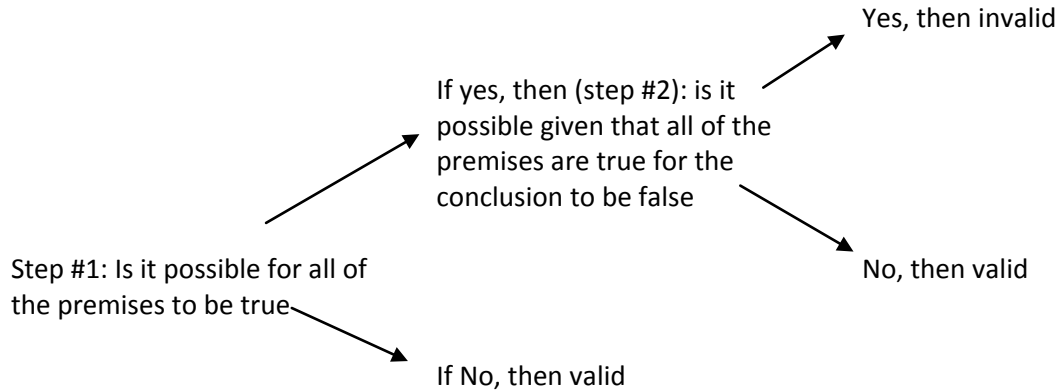 Yes, then invalid
If yes, then (step #2): is it
possible given that all of the
premises are true for the
conclusion to be false
Step #1: Is it possible for all of
the premises to be true
No, then valid
If No, then valid